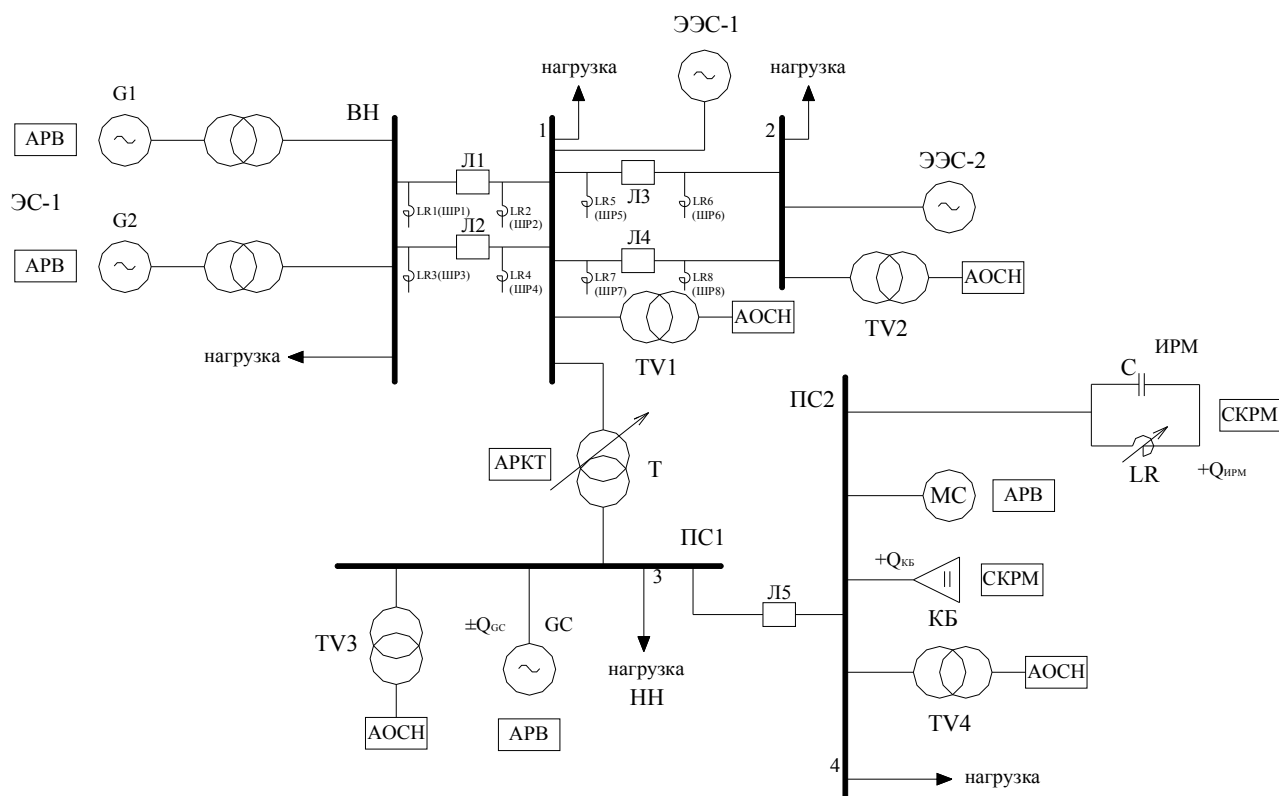 ЭЭС-1
нагрузка
нагрузка
G1
ВН
1
2
АРВ
Л1
ЭЭС-2
LR1(ШР1)
LR2
(ШР2)
LR5
(ШР5)
Л3
LR6
(ШР6)
ЭС-1
G2
Л2
Л4
АРВ
LR3(ШР3)
LR4
(ШР4)
LR7
(ШР7)
LR8
(ШР8)
АОСН
АОСН
TV2
нагрузка
TV1
ИРМ
С
ПС2
СКРМ
АРКТ
Т
LR
+QИРМ
МС
АРВ
ПС1
3
+QКБ
СКРМ
Л5
КБ
TV3
±QGC
GC
нагрузка
НН
АОСН
TV4
АОСН
АРВ
4
нагрузка